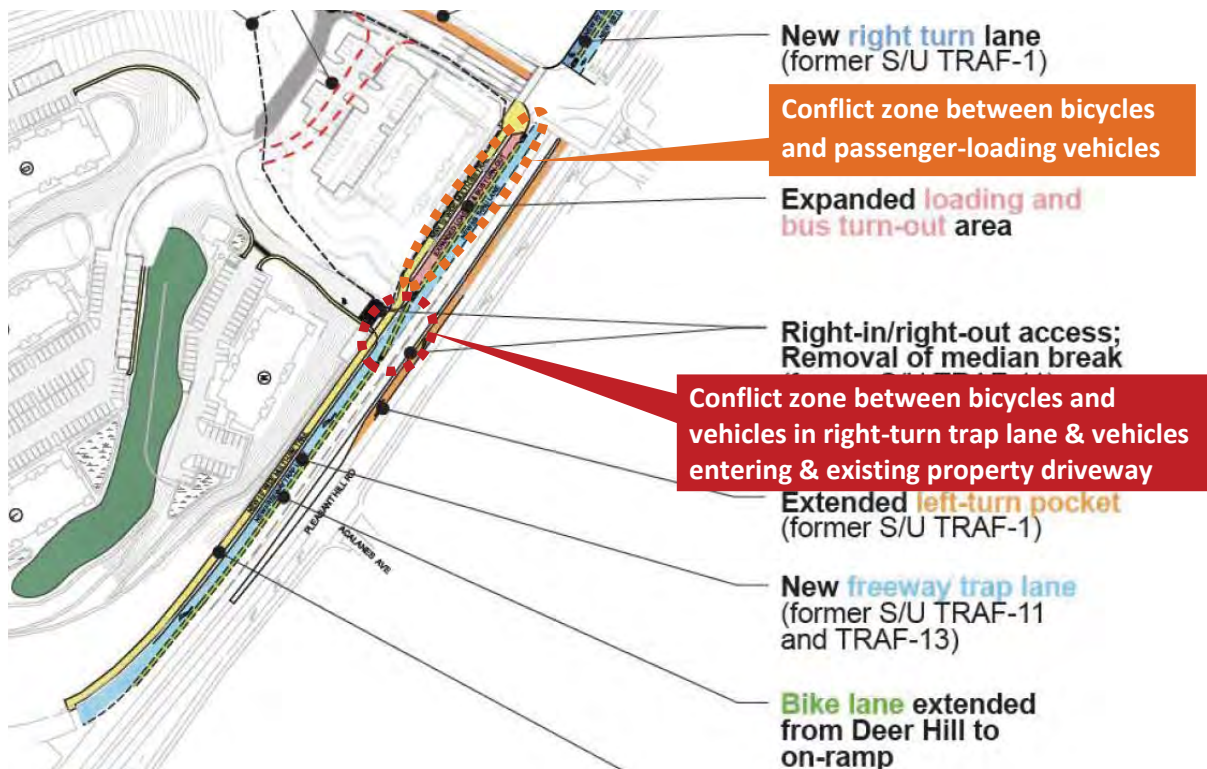 New right turn lane
(former S/U TRAF-1)
Conflict zone between bicycles
and passenger-loading vehicles
Expanded loading and
bus turn-out area
Right-in/right-out access;
Removal of median break
Conflict zone between bicycles and
vehicles in right-turn trap lane & vehicles
entering & existing property driveway
Extended left-turn pocket
(former S/U TRAF-1)
New freeway trap lane
(former S/U TRAF-11
and TRAF-13)
Bike lane extended
from Deer Hill to
on-ramp
PLEASANT HILL RD
ACALANES AVE